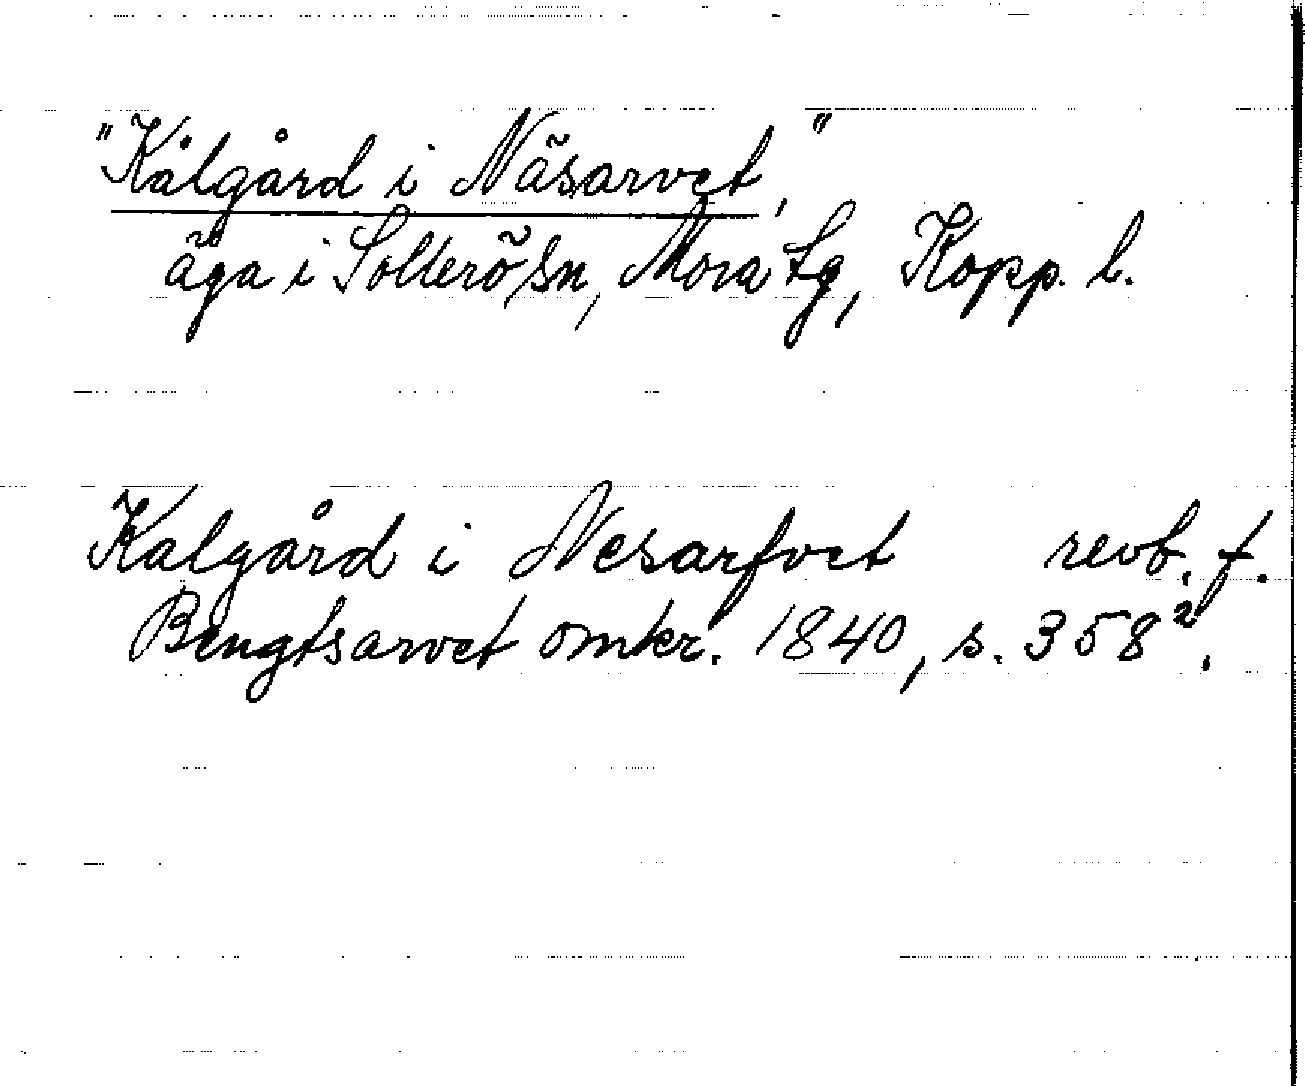 "Kålgård i Näsarvet,"
äga i Sollerö sn, Mora tg, Kopp. l.
Kalgård i Nesarfvet revb. f.
Bengtsarvet omkr. 1840, s. 358².